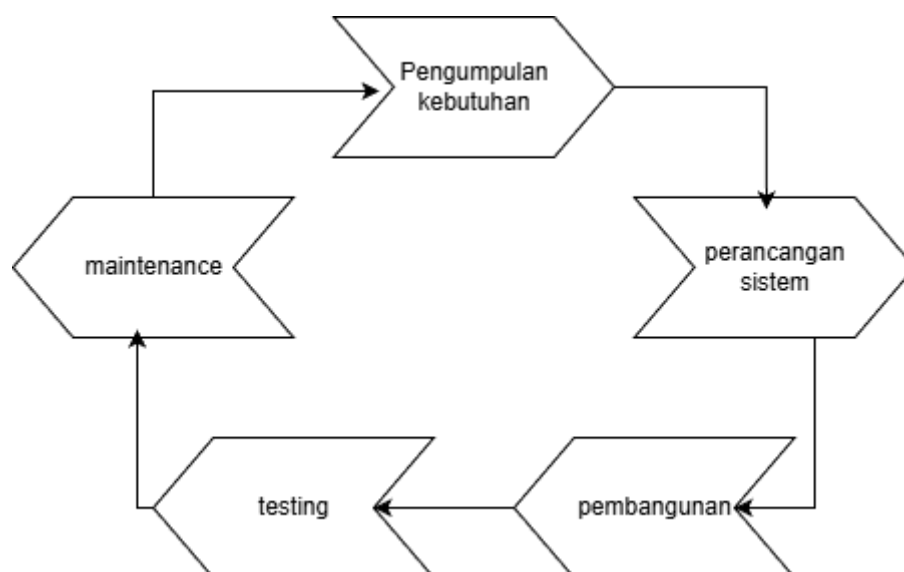 Pengumpulan
kebutuhan
perancangan
sistem
pembangunan
testing
maintenance